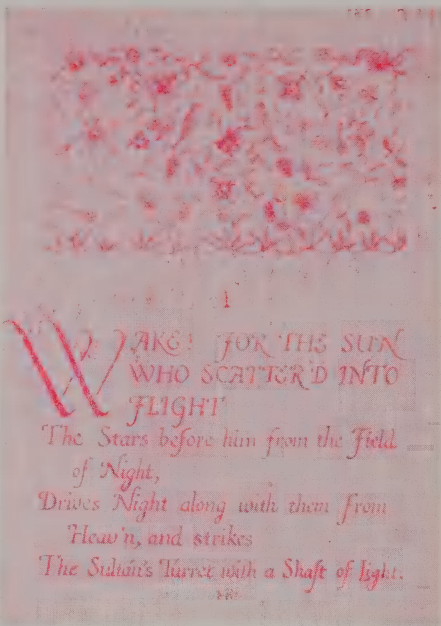 1
WAKE! FOR THE SUN
WHO SCATTER'D INTO
FLIGHT
The Stars before him from the Field
of Night,
Drives Night along with them from
Heav'n, and strikes
The Sultán's Turret with a Shaft of Light.